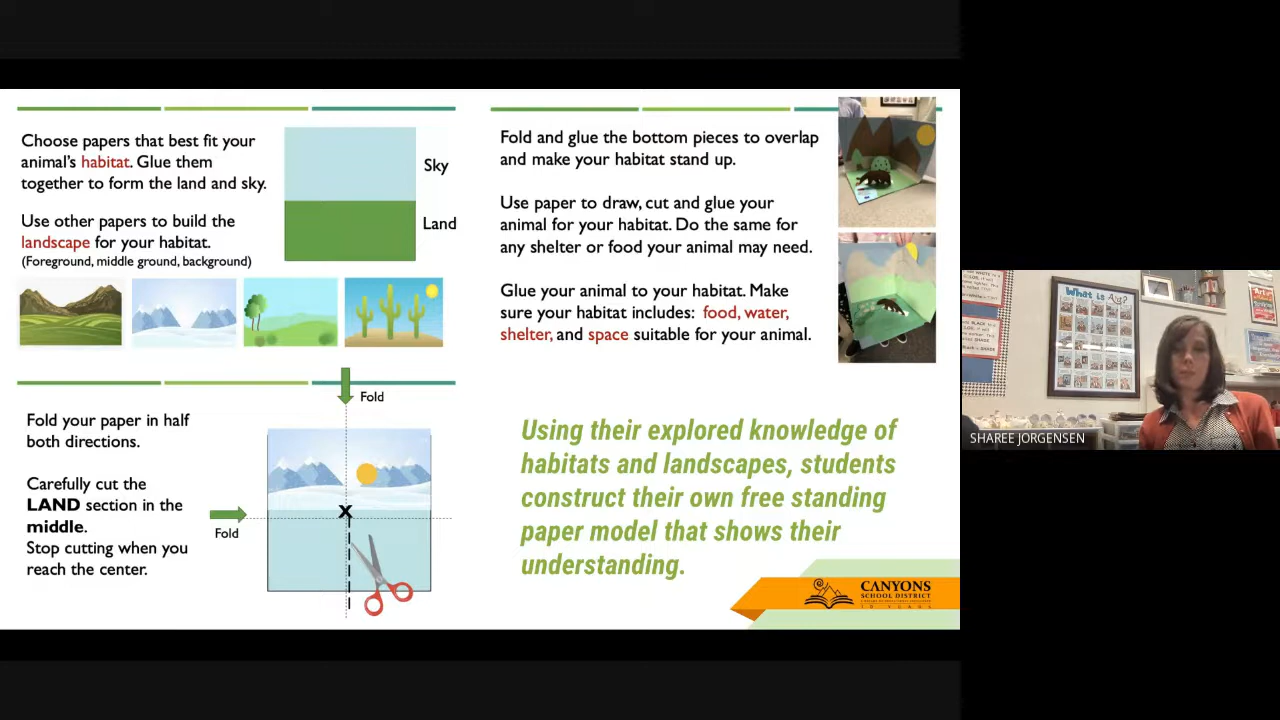 Choose papers that best fit your
animal's habitat. Glue them
together to form the land and sky.
Use other papers to build the
landscape for your habitat.
(Foreground, middle ground, background)
Sky
Land
Fold your paper in half
both directions.
Carefully cut the
LAND section in the
middle.
Stop cutting when you
reach the center.
Fold
Fold
X
Fold and glue the bottom pieces to overlap
and make your habitat stand up.
Use paper to draw, cut and glue your
animal for your habitat. Do the same for
any shelter or food your animal may need.
Glue your animal to your habitat. Make
sure your habitat includes: food, water,
shelter, and space suitable for your animal.
Using their explored knowledge of
habitats and landscapes, students
construct their own free standing
paper model that shows their
understanding.
CANYONS
SCHOOL DISTRICT
What is Art?
SHAREE JORGENSEN